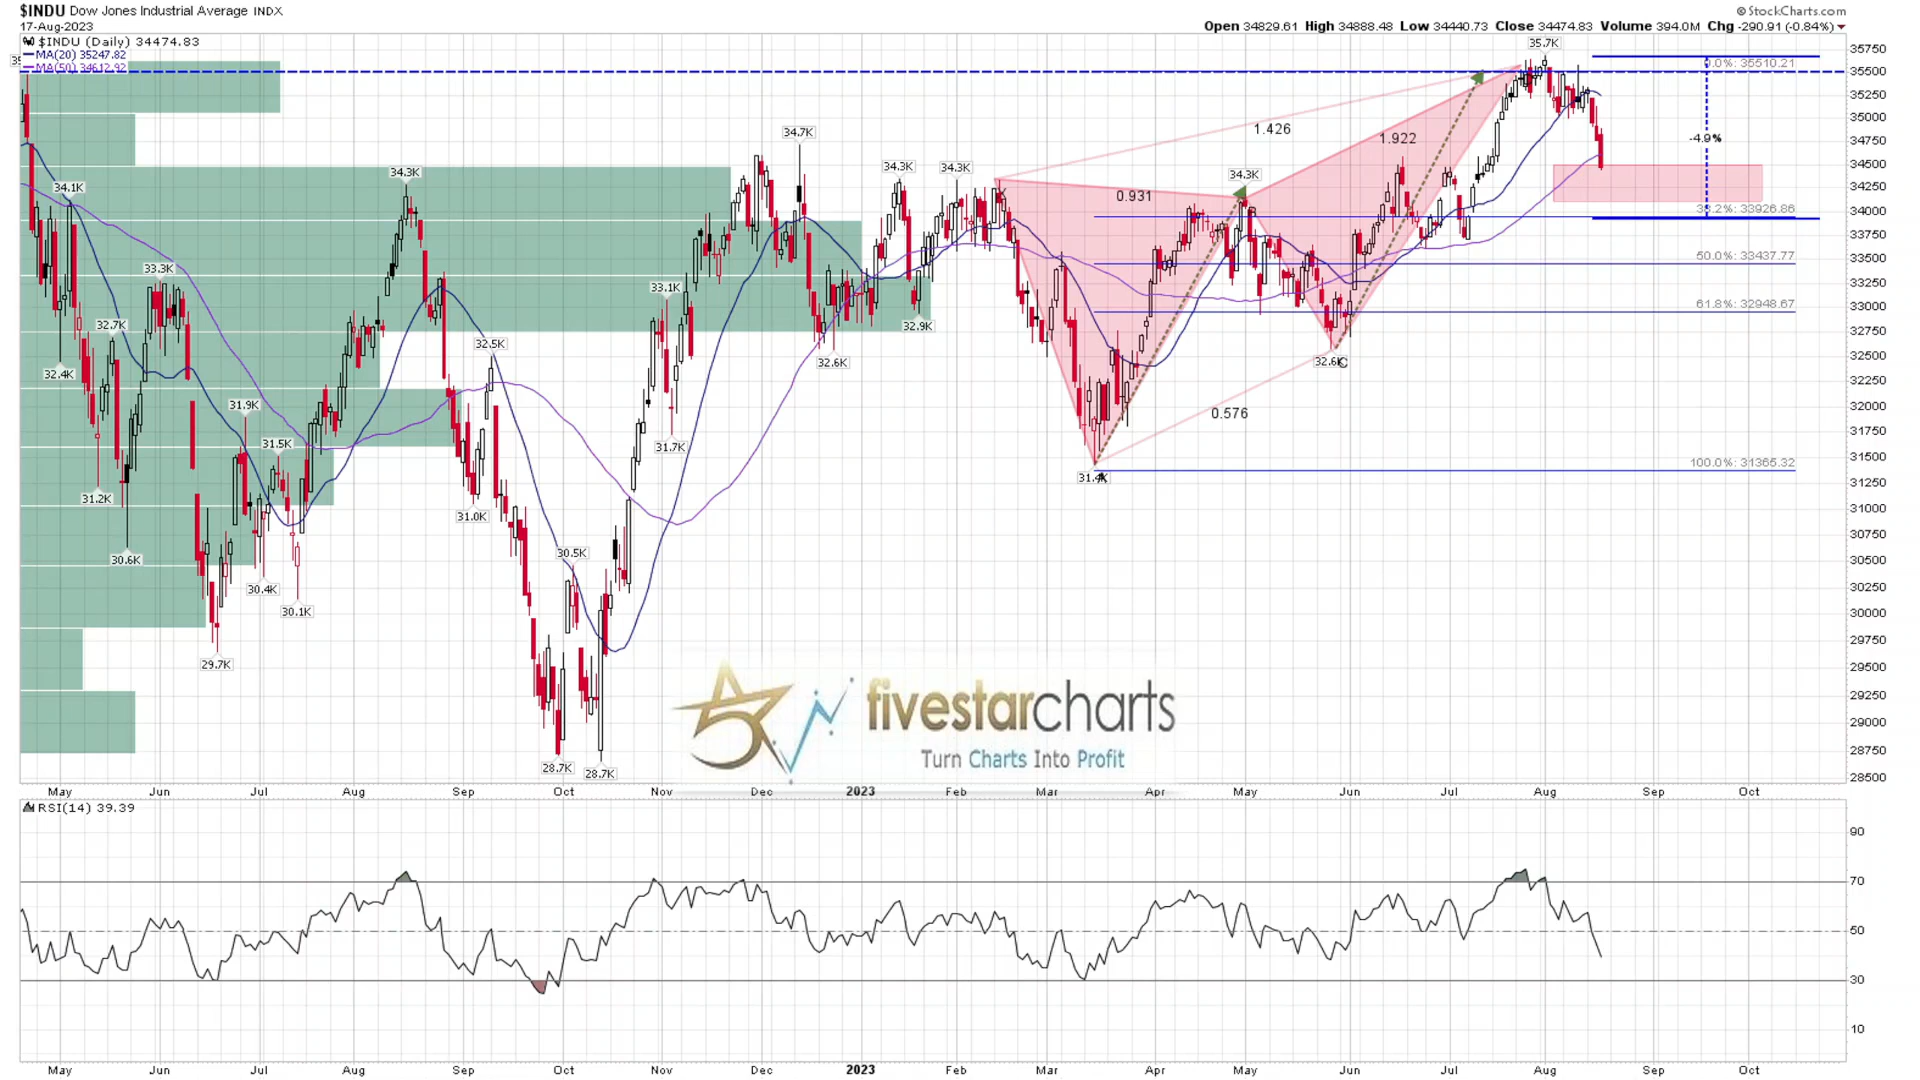 $INDU Dow Jones Industrial Average INDX
© StockCharts.com
17-Aug-2023
Open 34829.61 High 34888.48 Low 34440.73 Close 34474.83 Volume 394.0M Chg -290.91 (-0.84%)
$INDU (Daily) 34474.83
MA(20) 35247.82
MA(50) 34612.92
35.7K
0.0%: 35510.21
1.426
1.922
-4.9%
34.7K
34.3K
34.3K
34.3K
34.3K
34.1K
0.931
38.2%: 33926.86
50.0%: 33437.77
61.8%: 32948.67
33.3K
33.1K
32.9K
32.7K
32.6K
32.6K
C
32.5K
32.4K
0.576
31.9K
31.7K
31.5K
100.0%: 31365.32
31.4K
A
31.2K
31.0K
30.6K
30.5K
30.4K
30.1K
29.7K
28.7K
28.7K
35750
35500
35250
35000
34750
34500
34250
34000
33750
33500
33250
33000
32750
32500
32250
32000
31750
31500
31250
31000
30750
30500
30250
30000
29750
29500
29250
29000
28750
28500
5 fivestarcharts
Turn Charts Into Profit
May Jun Jul Aug Sep Oct Nov Dec 2023 Feb Mar Apr May Jun Jul Aug Sep Oct
RSI(14) 39.39
90
70
50
30
10
May Jun Jul Aug Sep Oct Nov Dec 2023 Feb Mar Apr May Jun Jul Aug Sep Oct